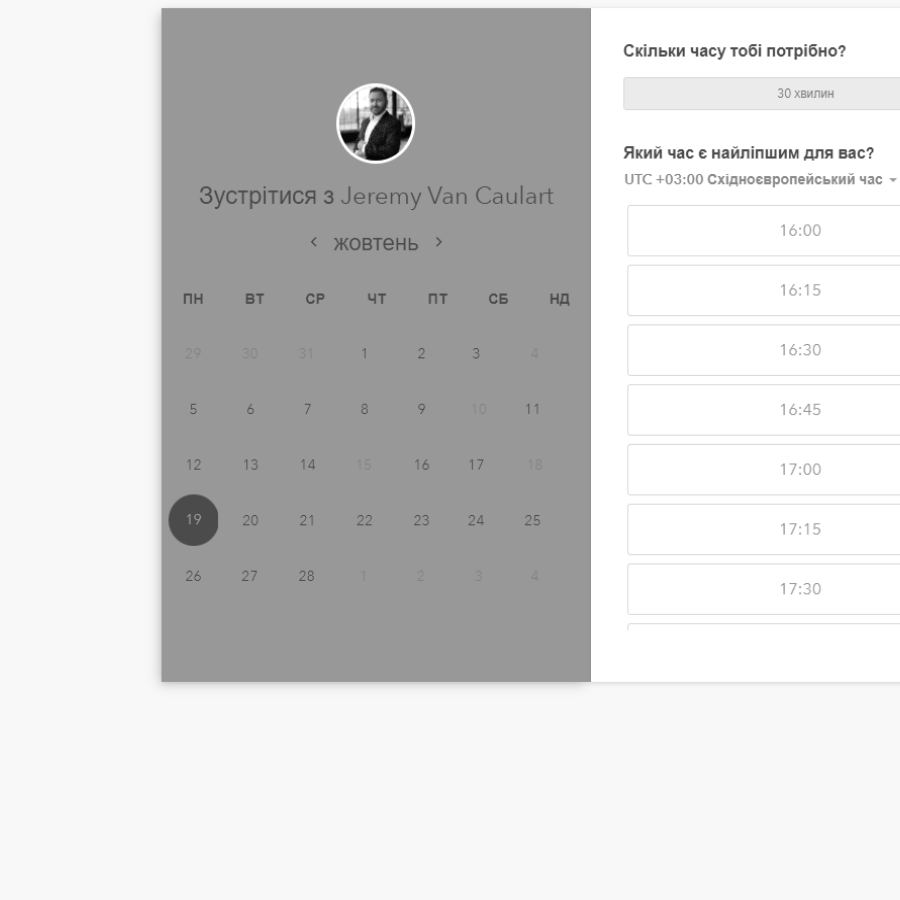 Зустрітися з Jeremy Van Caulart
жовтень
ПН ВТ СР ЧТ ПТ СБ НД
29 30 31 1 2 3 4
5 6 7 8 9 10 11
12 13 14 15 16 17 18
19 20 21 22 23 24 25
26 27 28 1 2 3 4
Скільки часу тобі потрібно?
30 хвилин
Який час є найліпшим для вас?
UTC +03:00 Східноєвропейський час
16:00
16:15
16:30
16:45
17:00
17:15
17:30